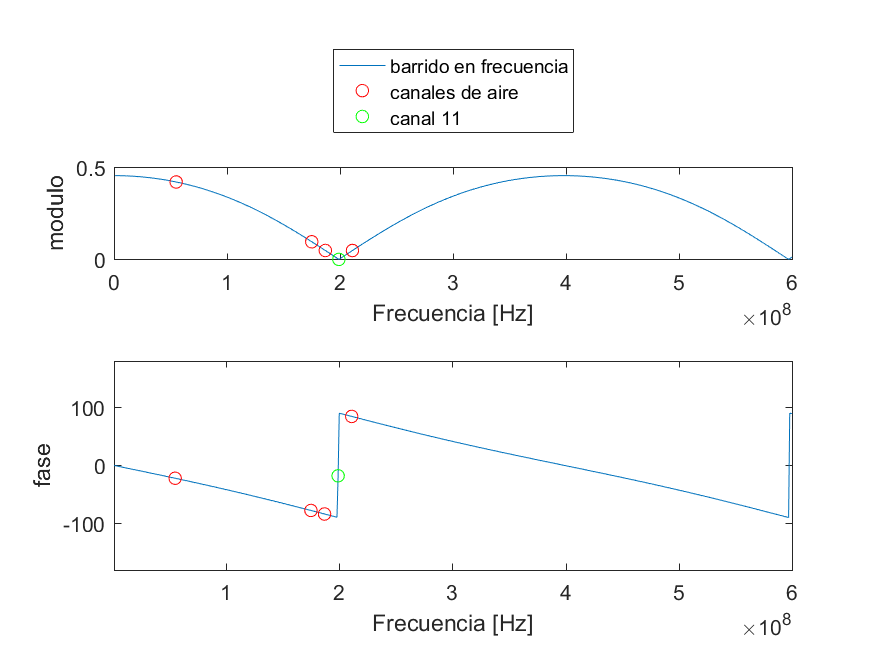 barrido en frecuencia
canales de aire
canal 11
0.5
0
modulo
0 1 2 3 4 5 6
Frecuencia [Hz]
×10^8
100
0
-100
fase
1 2 3 4 5 6
Frecuencia [Hz]
×10^8